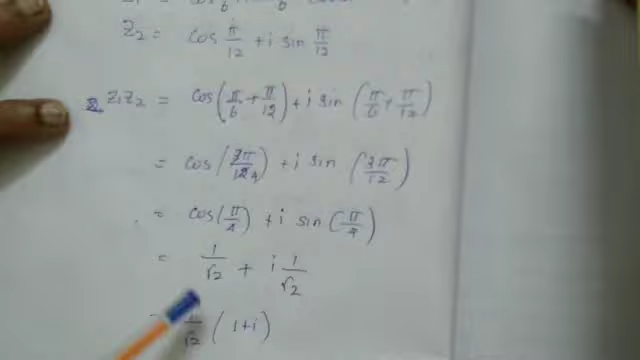 Z₂ = cos π/12 + i sin π/12
Z₁Z₂ = cos(π/6 + π/12) + i sin (π/6 + π/12)
= cos(3π/12) + i sin (3π/12)
= cos(π/4) + i sin (π/4)
= 1/√2 + i 1/√2
/√2 (1+i)